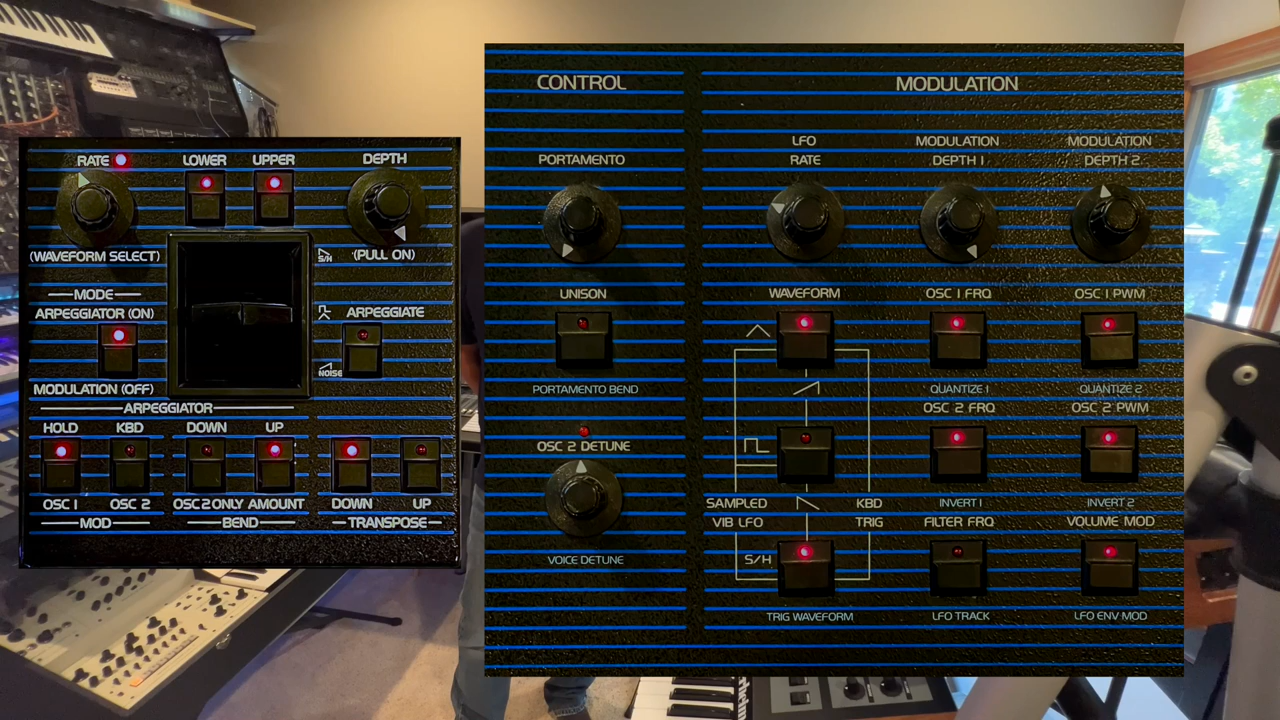 RATE
LOWER
UPPER
DEPTH
(WAVEFORM SELECT)
S/H
(PULL ON)
MODE
ARPEGGIATOR (ON)
ARPEGGIATE
NOISE
MODULATION (OFF)
ARPEGGIATOR
HOLD KBD DOWN UP
OSC 1 OSC 2 OSC 2 ONLY AMOUNT DOWN UP
MOD BEND TRANSPOSE
CONTROL
PORTAMENTO
UNISON
PORTAMENTO BEND
OSC 2 DETUNE
VOICE DETUNE
MODULATION
LFO MODULATION MODULATION
RATE DEPTH 1 DEPTH 2
WAVEFORM OSC 1 FRQ OSC 1 PWM
QUANTIZE 1 QUANTIZE 2
OSC 2 FRQ OSC 2 PWM
SAMPLED KBD INVERT 1 INVERT 2
VIB LFO TRIG FILTER FRQ VOLUME MOD
S/H
TRIG WAVEFORM LFO TRACK LFO ENV MOD